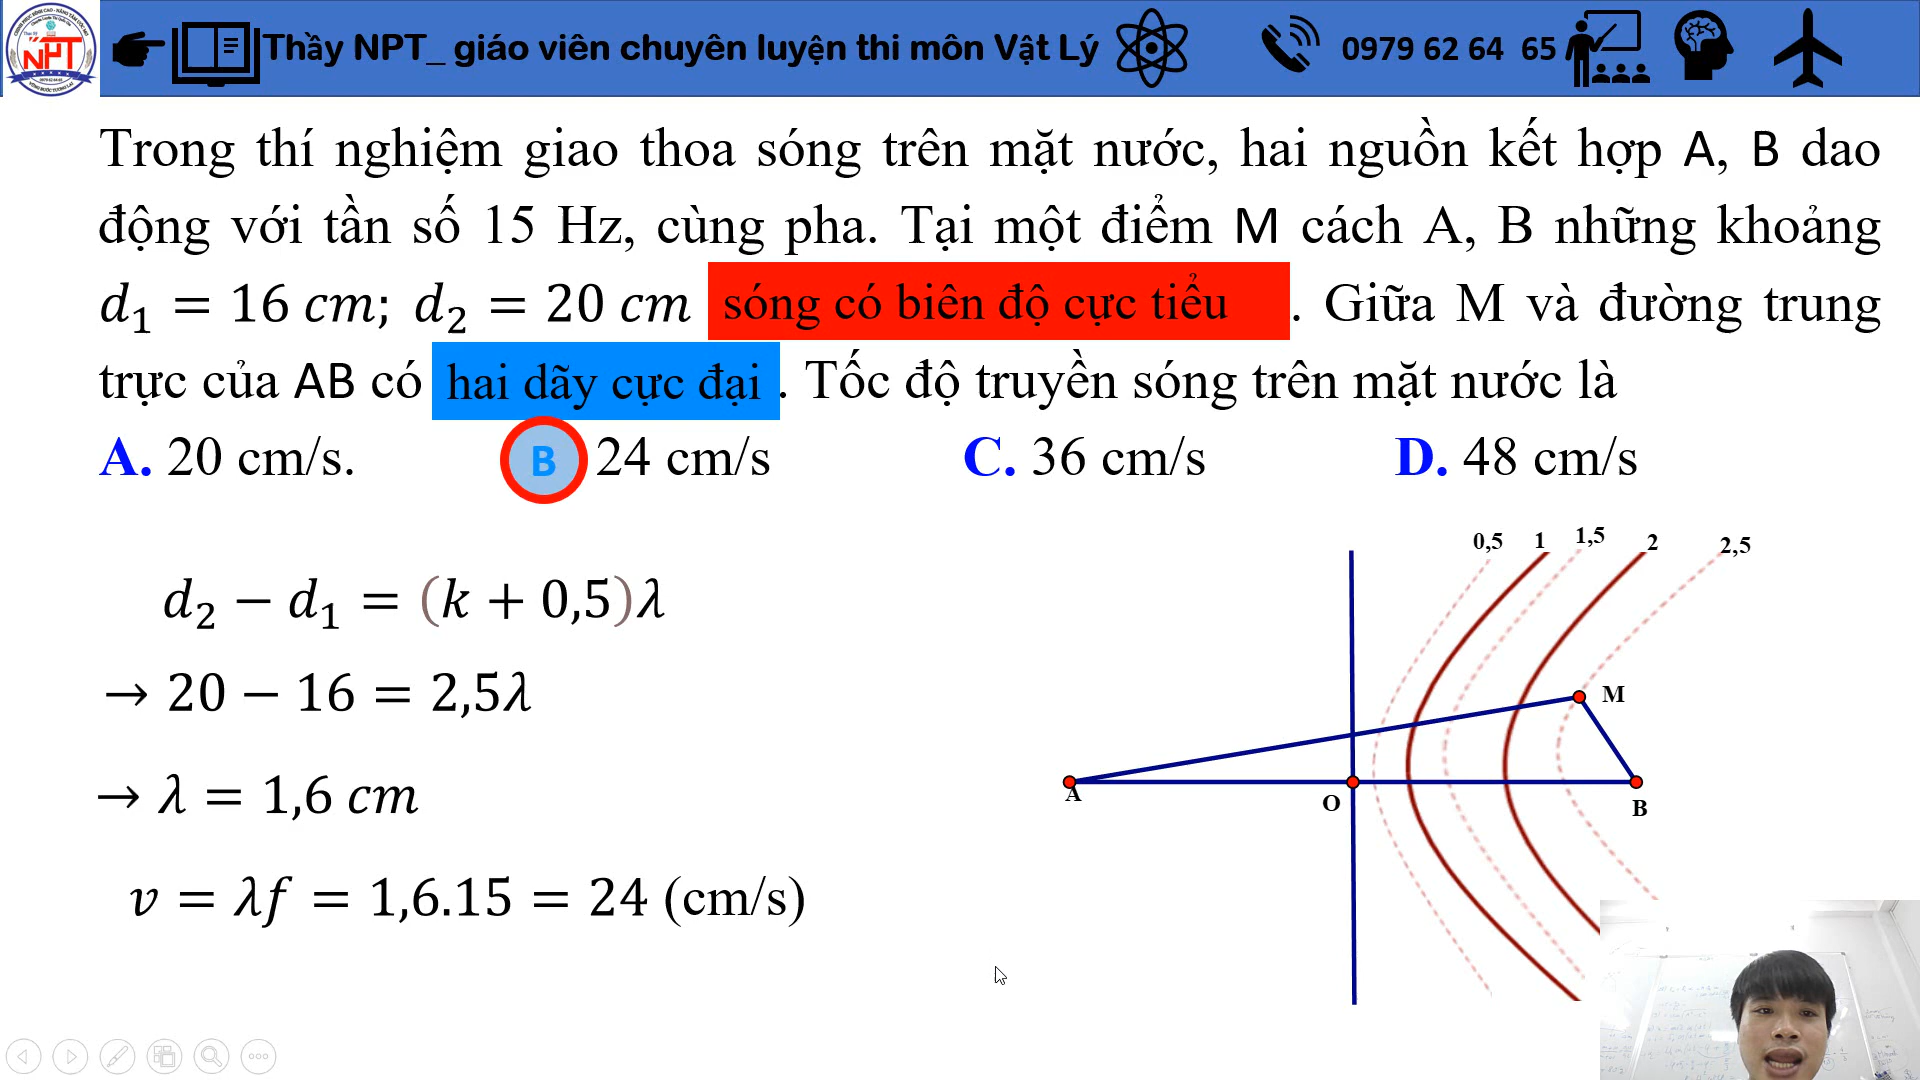 NPT
Thầy NPT_ giáo viên chuyên luyện thi môn Vật Lý
0979 62 64 65
Trong thí nghiệm giao thoa sóng trên mặt nước, hai nguồn kết hợp A, B dao
động với tần số 15 Hz, cùng pha. Tại một điểm M cách A, B những khoảng
d₁ = 16 cm; d₂ = 20 cm sóng có biên độ cực tiểu . Giữa M và đường trung
trực của AB có hai dãy cực đại . Tốc độ truyền sóng trên mặt nước là
A. 20 cm/s. B 24 cm/s C. 36 cm/s D. 48 cm/s
0,5 1 1,5 2 2,5
d₂ − d₁ = (k + 0,5)λ
→ 20 − 16 = 2,5λ
M
→ λ = 1,6 cm
A O B
v = λf = 1,6.15 = 24 (cm/s)